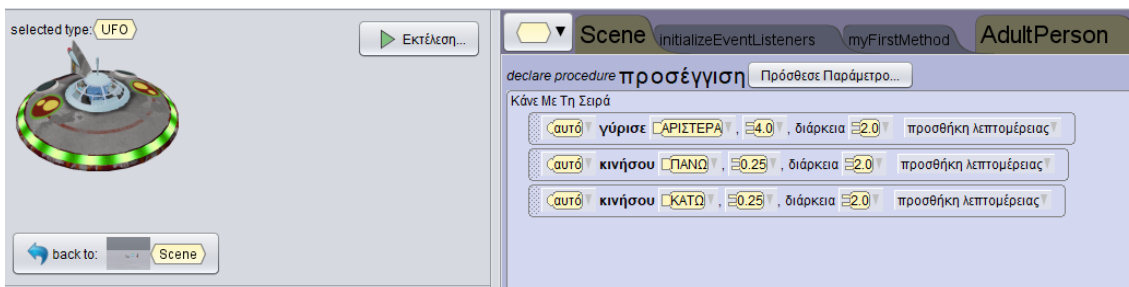 selected type: UFO
Εκτέλεση...
back to: Scene
Scene initializeEventListeners myFirstMethod AdultPerson
declare procedure προσέγγιση Πρόσθεσε Παράμετρο...
Κάνε Με Τη Σειρά
αυτό γύρισε ΑΡΙΣΤΕΡΑ , 4.0 , διάρκεια 2.0 προσθήκη λεπτομέρειας
αυτό κινήσου ΠΑΝΩ , 0.25 , διάρκεια 2.0 προσθήκη λεπτομέρειας
αυτό κινήσου ΚΑΤΩ , 0.25 , διάρκεια 2.0 προσθήκη λεπτομέρειας